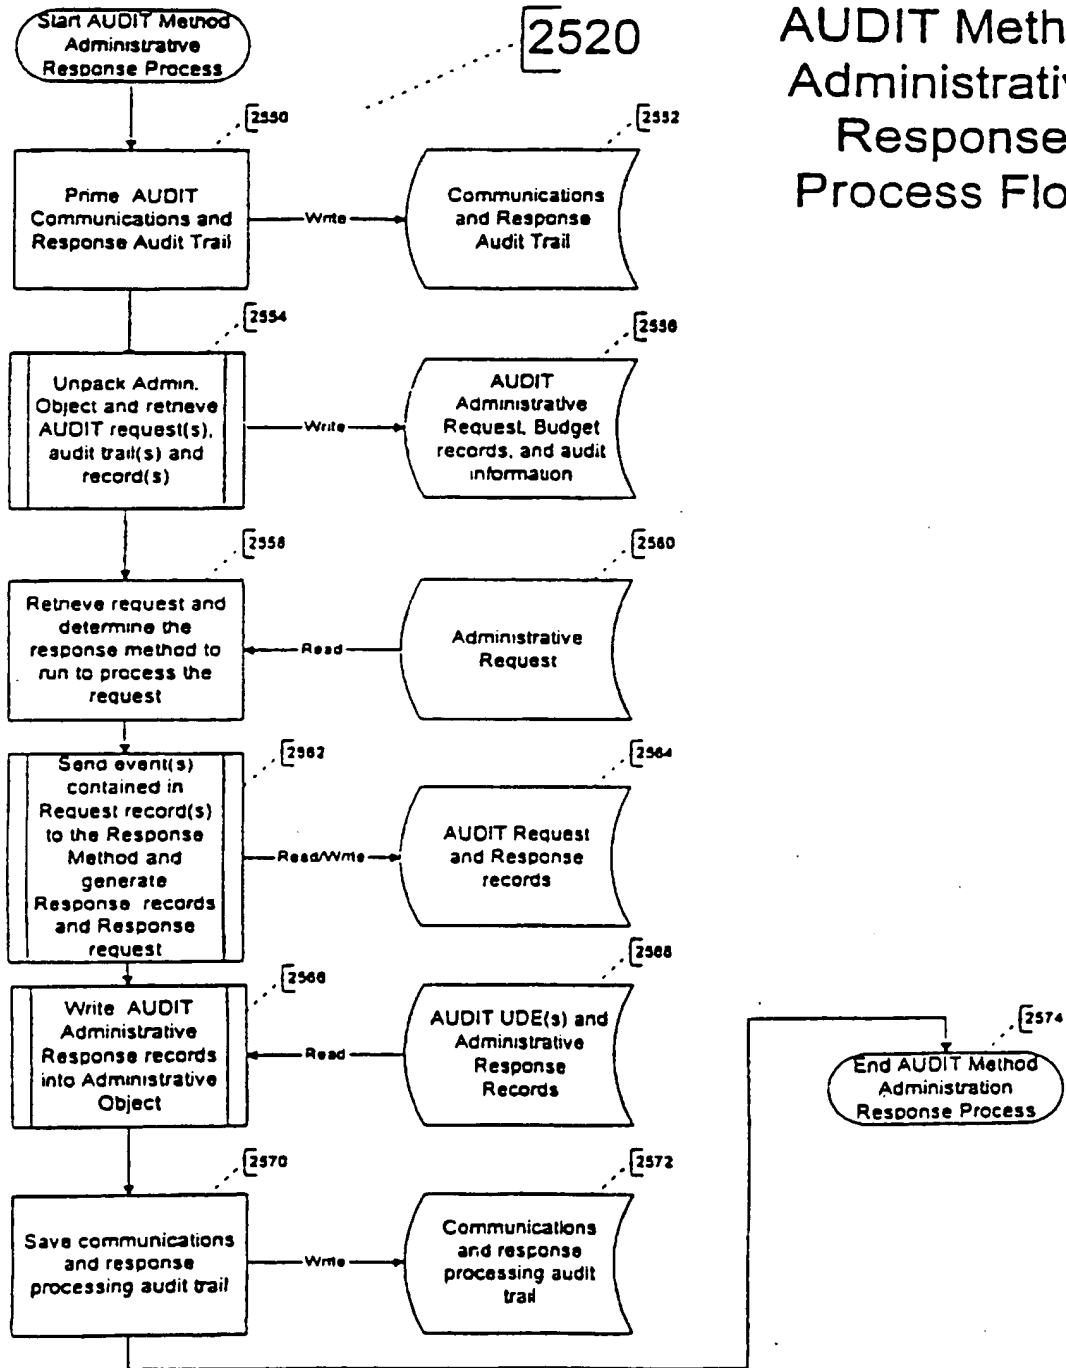 Start AUDIT Method
Administrative
Response Process
2520
AUDIT Meth
Administrativ
Response
Process Flo
2550
Prime AUDIT
Communications and
Response Audit Trail
Write
2552
Communications
and Response
Audit Trail
2554
Unpack Admin.
Object and retrieve
AUDIT request(s),
audit trail(s) and
record(s)
Write
2556
AUDIT
Administrative
Request, Budget
records, and audit
information
2558
Retrieve request and
determine the
response method to
run to process the
request
Read
2560
Administrative
Request
2562
Send event(s)
contained in
Request record(s)
to the Response
Method and
generate
Response records
and Response
request
Read/Write
2564
AUDIT Request
and Response
records
2566
Write AUDIT
Administrative
Response records
into Administrative
Object
Read
2568
AUDIT UDE(s) and
Administrative
Response
Records
2574
End AUDIT Method
Administration
Response Process
2570
Save communications
and response
processing audit trail
Write
2572
Communications
and response
processing audit
trail